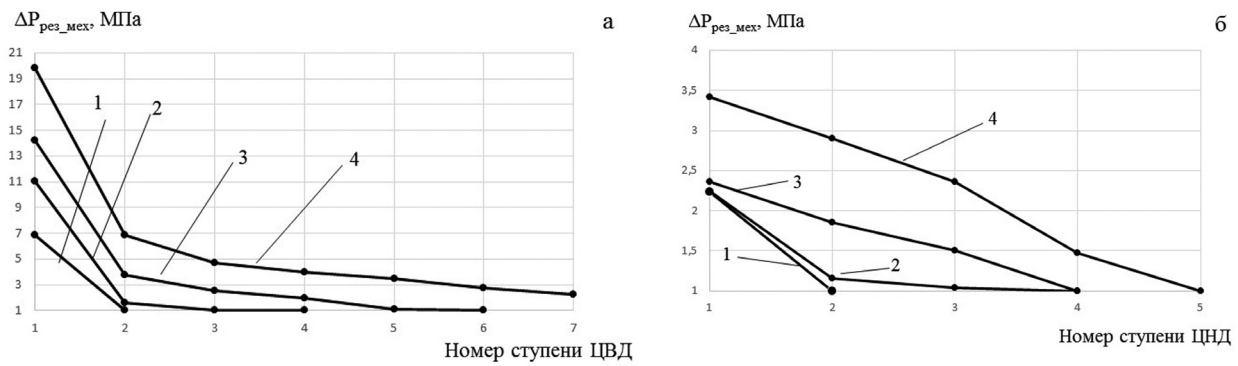 ΔPрез_мех, МПа
а
21
19
17
15
13
11
9
7
5
3
1
1 2 3 4
1 2 3 4 5 6 7
Номер ступени ЦВД
ΔPрез_мех, МПа
б
4
3,5
3
2,5
2
1,5
1
4
3
1
2
1 2 3 4 5
Номер ступени ЦНД